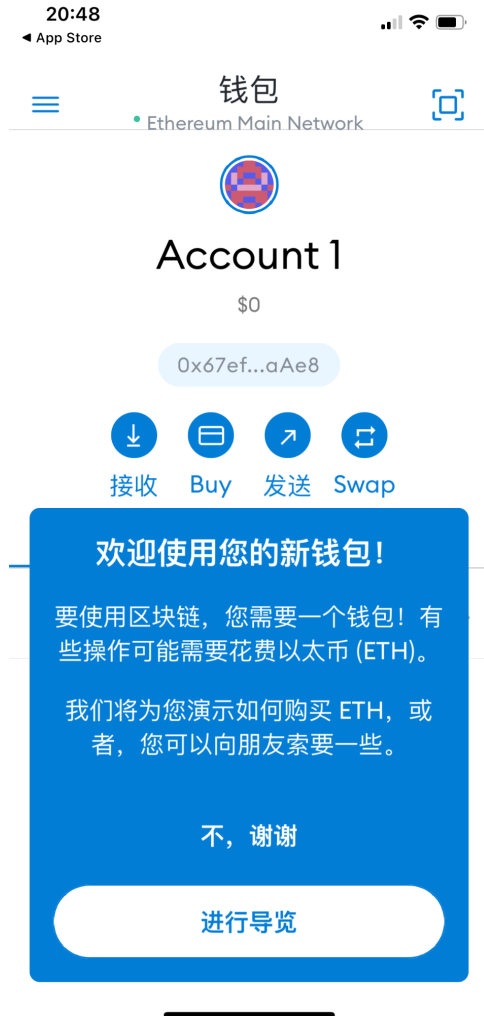 20:48
◀ App Store
钱包
Ethereum Main Network
Account 1
$0
0x67ef...aAe8
接收 Buy 发送 Swap
欢迎使用您的新钱包！
要使用区块链，您需要一个钱包！有
些操作可能需要花费以太币 (ETH)。
我们将为您演示如何购买 ETH，或
者，您可以向朋友索要一些。
不，谢谢
进行导览